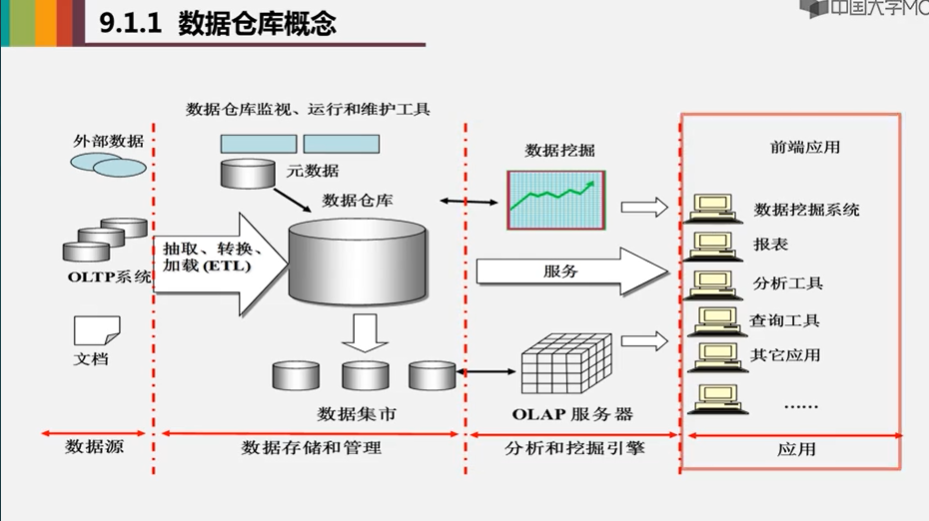 9.1.1 数据仓库概念
中国大学MO
数据仓库监视、运行和维护工具
外部数据
元数据
数据仓库
数据挖掘
前端应用
数据挖掘系统
报表
分析工具
查询工具
其它应用
......
抽取、转换、
加载(ETL)
服务
OLTP系统
文档
数据集市
OLAP 服务器
数据源
数据存储和管理
分析和挖掘引擎
应用